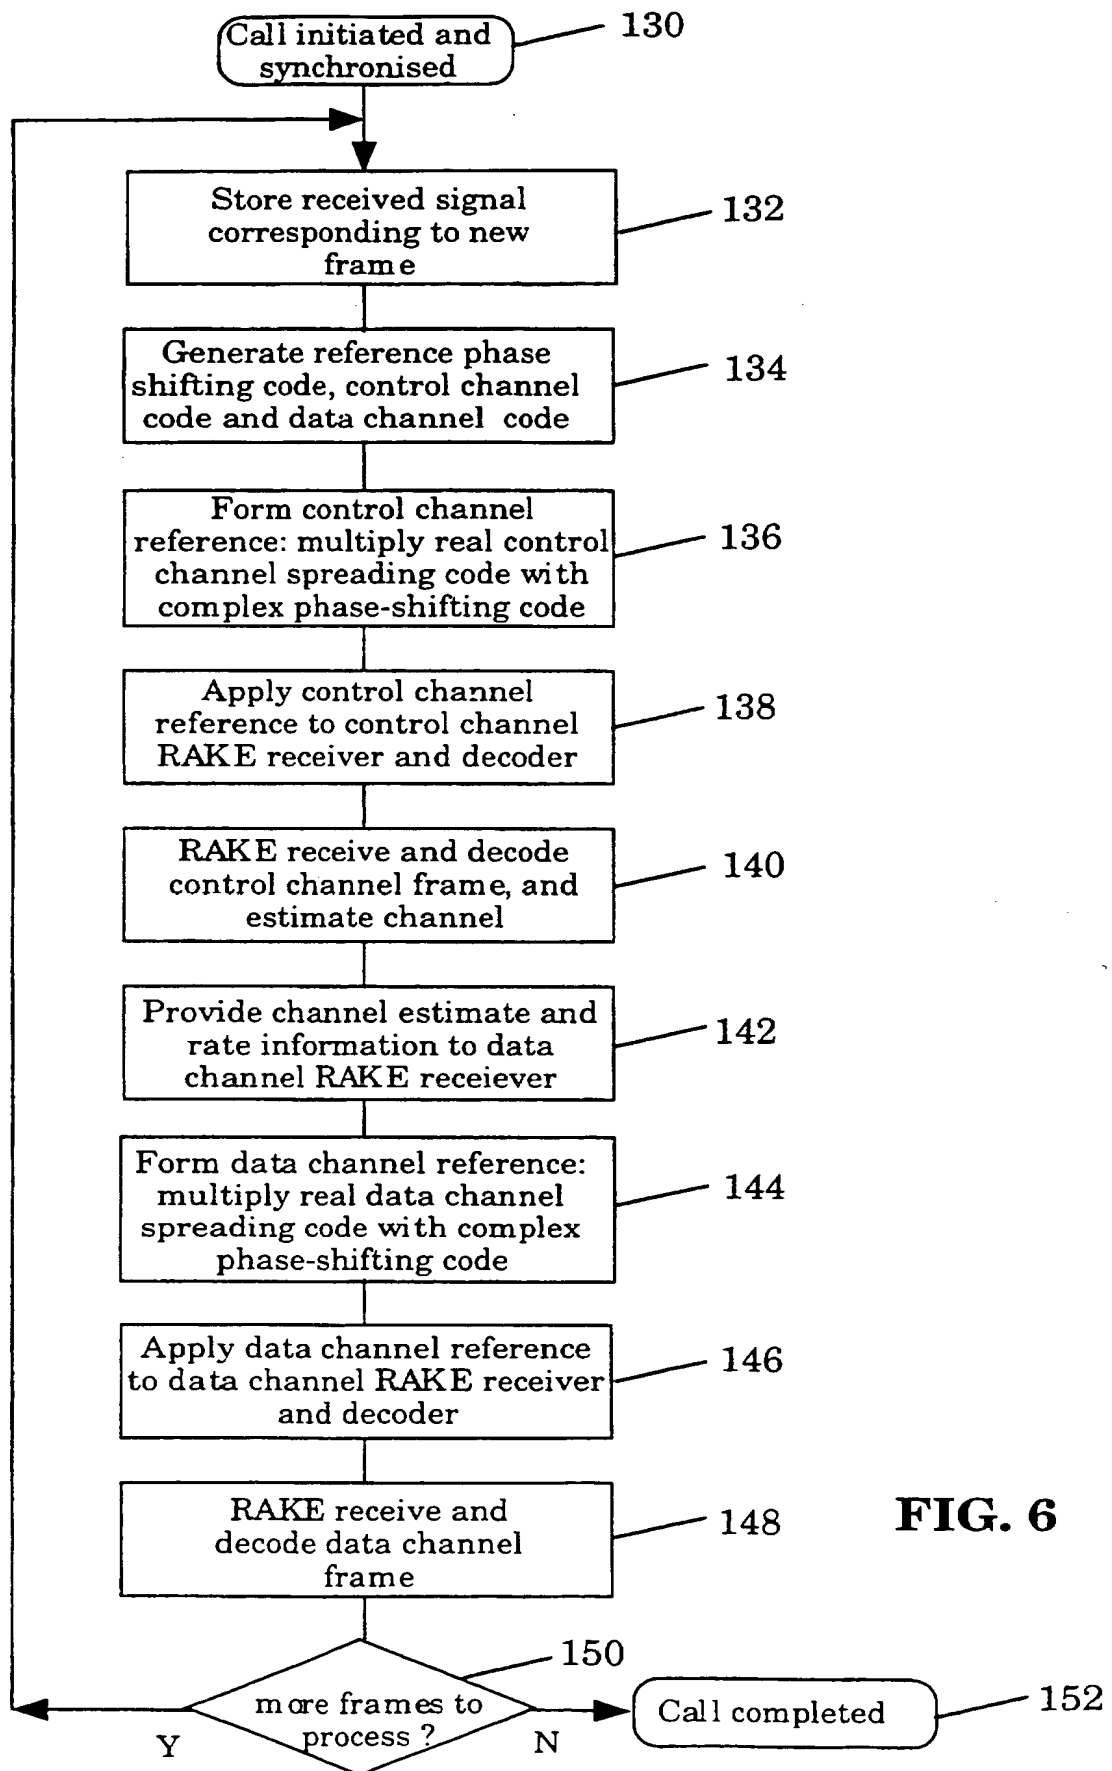 Call initiated and
synchronised
130
Store received signal
corresponding to new
frame
132
Generate reference phase
shifting code, control channel
code and data channel code
134
Form control channel
reference: multiply real control
channel spreading code with
complex phase-shifting code
136
Apply control channel
reference to control channel
RAKE receiver and decoder
138
RAKE receive and decode
control channel frame, and
estimate channel
140
Provide channel estimate and
rate information to data
channel RAKE receiever
142
Form data channel reference:
multiply real data channel
spreading code with complex
phase-shifting code
144
Apply data channel reference
to data channel RAKE receiver
and decoder
146
RAKE receive and
decode data channel
frame
148
FIG. 6
more frames to
process ?
150
Y
N
Call completed
152